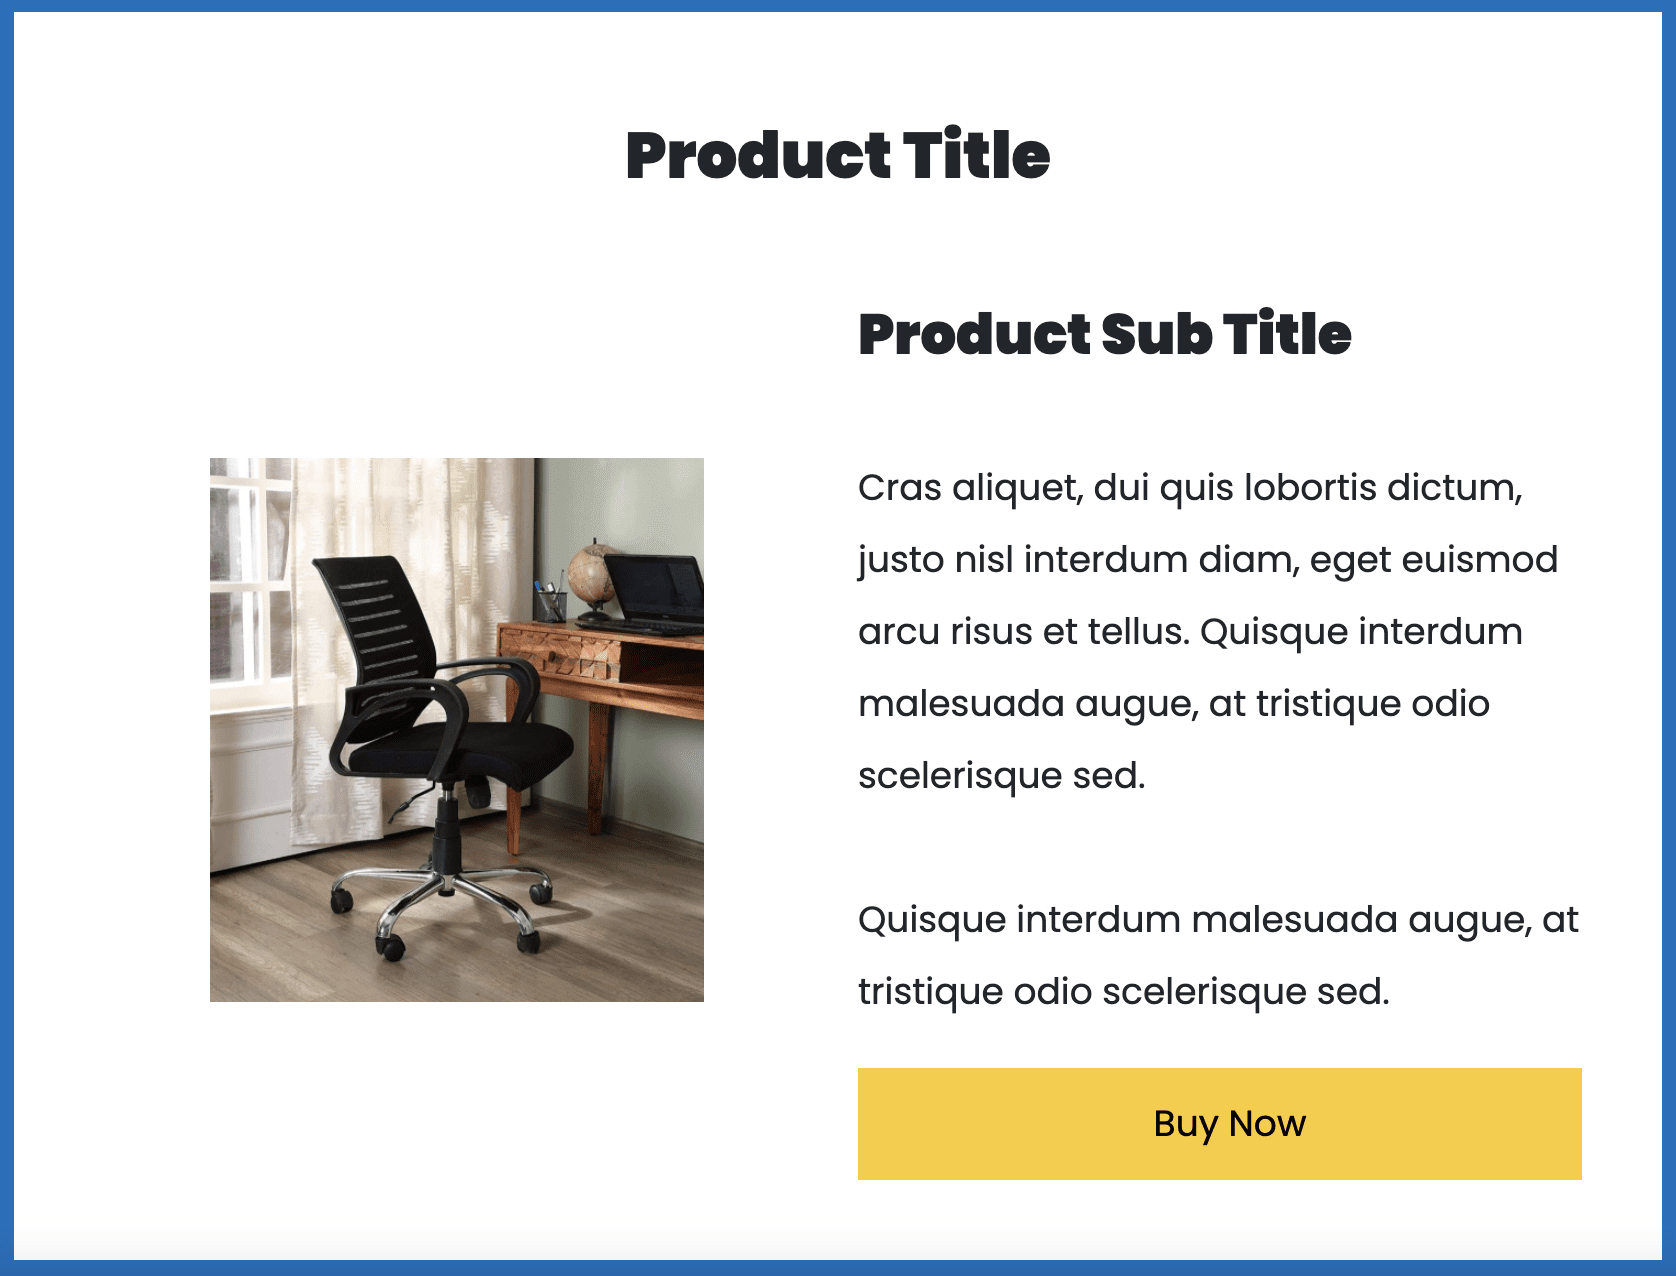 Product Title
Product Sub Title
Cras aliquet, dui quis lobortis dictum,
justo nisl interdum diam, eget euismod
arcu risus et tellus. Quisque interdum
malesuada augue, at tristique odio
scelerisque sed.
Quisque interdum malesuada augue, at
tristique odio scelerisque sed.
Buy Now